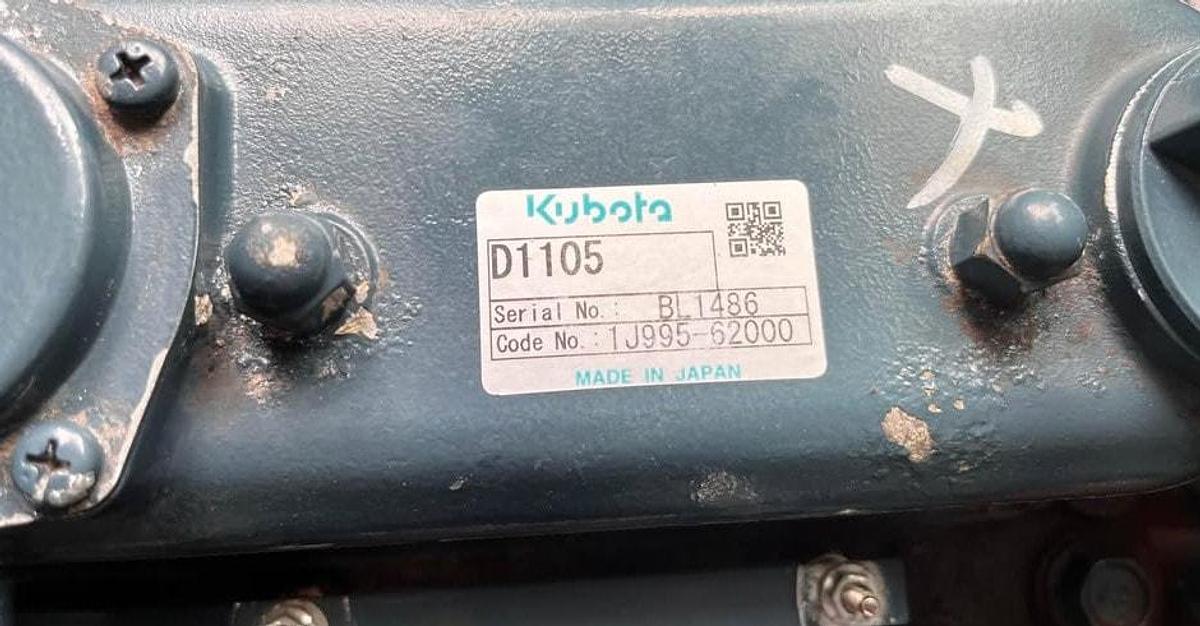 Kubota
D1105
Serial No.: BL1486
Code No.: 1J995-62000
MADE IN JAPAN